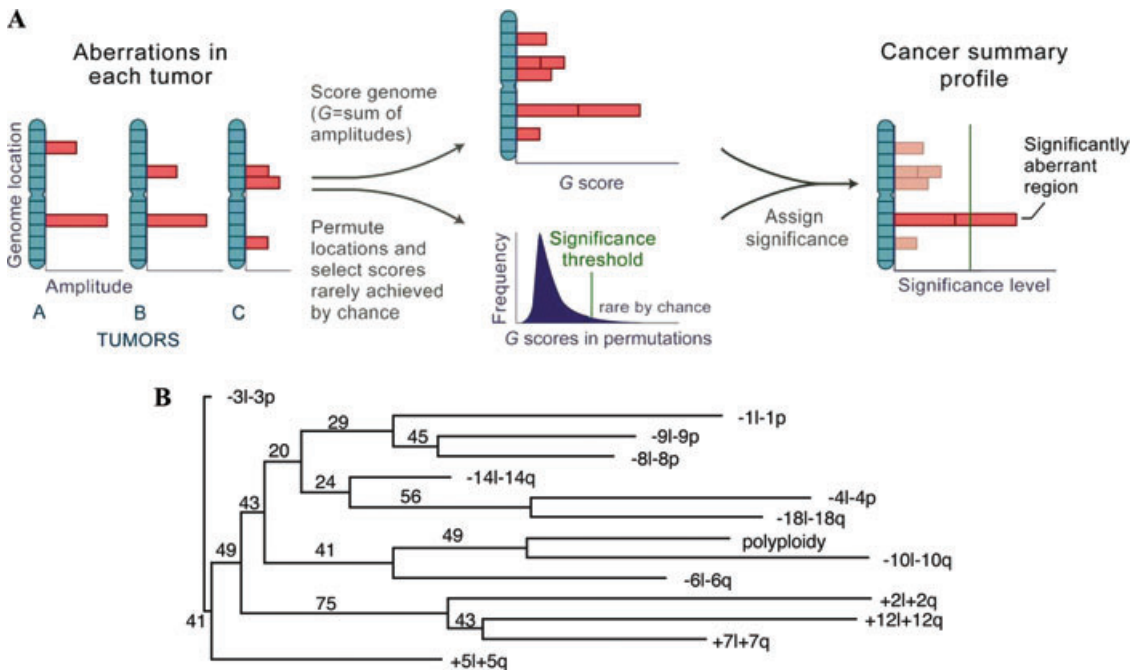 A
Aberrations in
each tumor
Genome location
Amplitude
A
B
C
TUMORS
Score genome
(G=sum of
amplitudes)
Permute
locations and
select scores
rarely achieved
by chance
G score
Frequency
Significance
threshold
rare by chance
G scores in permutations
Assign
significance
Cancer summary
profile
Significantly
aberrant
region
Significance level
B
-3l-3p
29
-1l-1p
45
-9l-9p
-8l-8p
20
24
-14l-14q
56
-4l-4p
-18l-18q
43
49
polyploidy
41
-10l-10q
-6l-6q
49
75
+2l+2q
43
+12l+12q
+7l+7q
41
+5l+5q